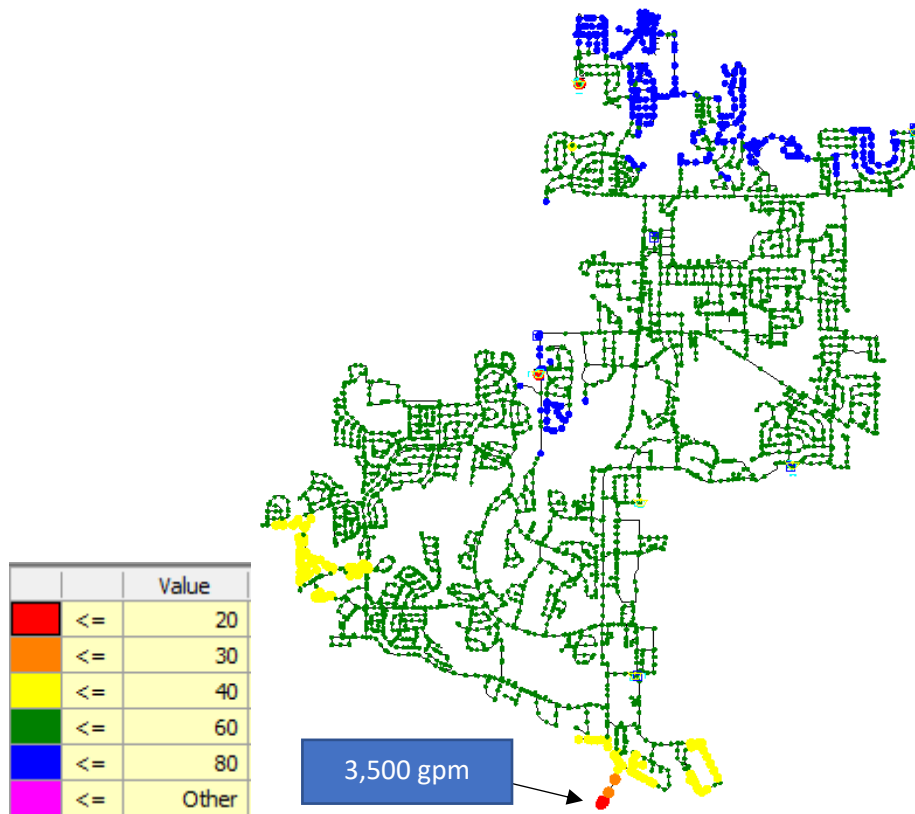 Value
<= 20
<= 30
<= 40
<= 60
<= 80
<= Other
3,500 gpm